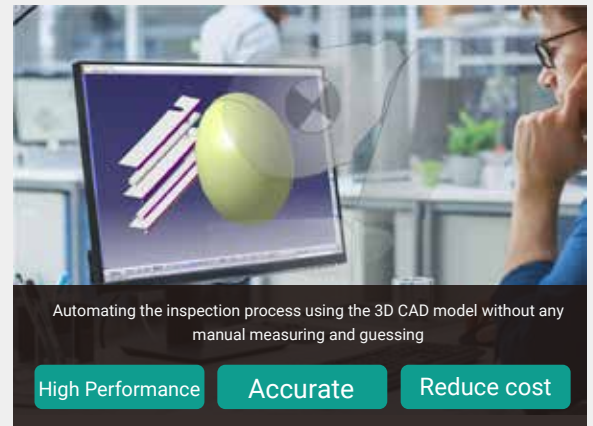 Automating the inspection process using the 3D CAD model without any
manual measuring and guessing
High Performance
Accurate
Reduce cost